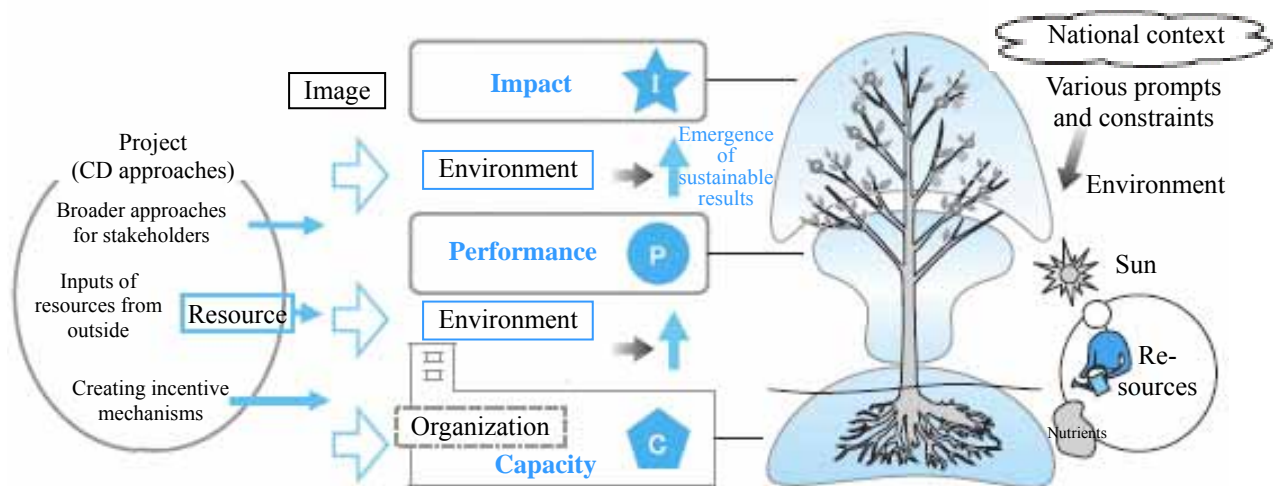 Project
(CD approaches)
Broader approaches
for stakeholders
Inputs of
resources from
outside
Resource
Creating incentive
mechanisms
Image
Impact
I
Environment
Emergence
of
sustainable
results
Performance
P
Environment
Organization
Capacity
C
National context
Various prompts
and constraints
Environment
Sun
Re-
sources
Nutrients